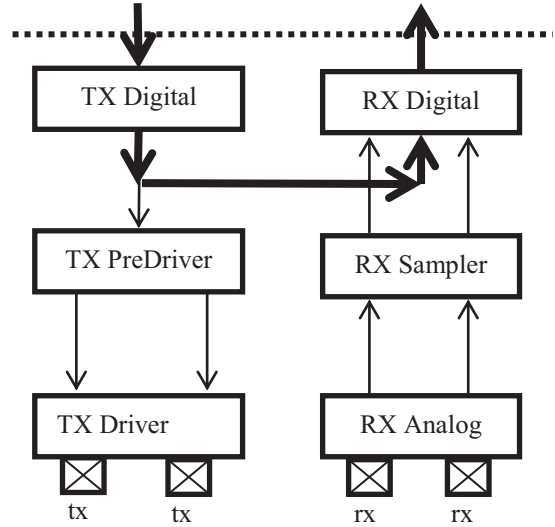 TX Digital
RX Digital
TX PreDriver
RX Sampler
TX Driver
RX Analog
tx
tx
rx
rx